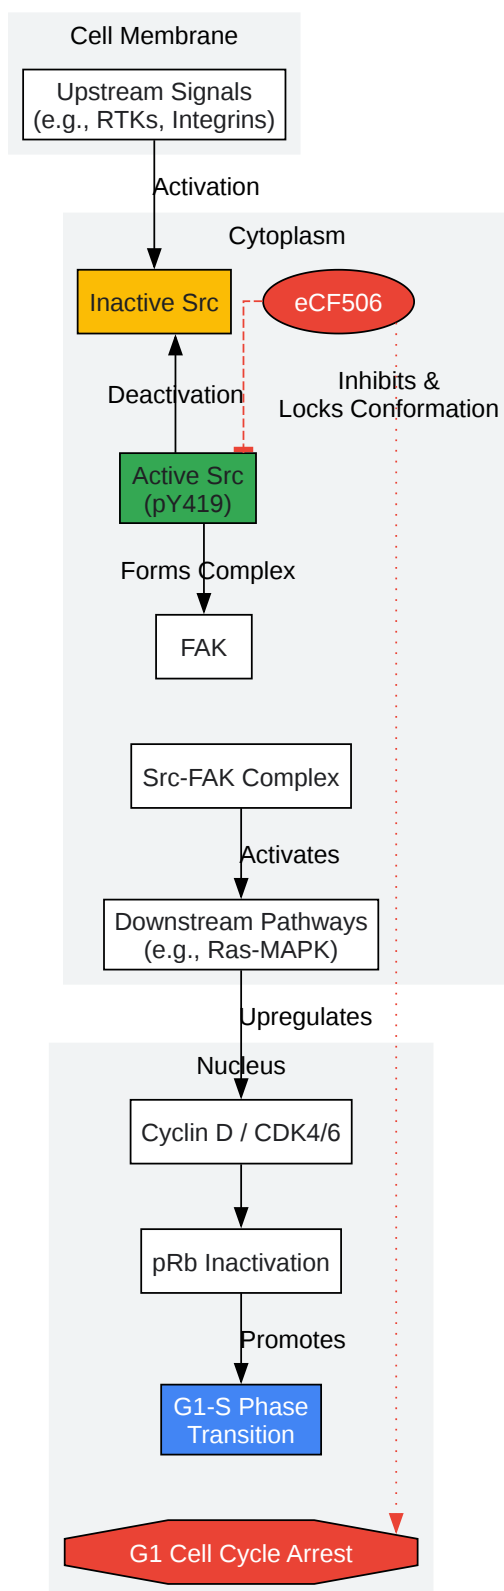 Cell Membrane
Upstream Signals
(e.g., RTKs, Integrins)
Activation
Cytoplasm
Inactive Src
eCF506
Deactivation
Inhibits &
Locks Conformation
Active Src
(pY419)
Forms Complex
FAK
Src-FAK Complex
Activates
Downstream Pathways
(e.g., Ras-MAPK)
Upregulates
Nucleus
Cyclin D / CDK4/6
pRb Inactivation
Promotes
G1-S Phase
Transition
G1 Cell Cycle Arrest